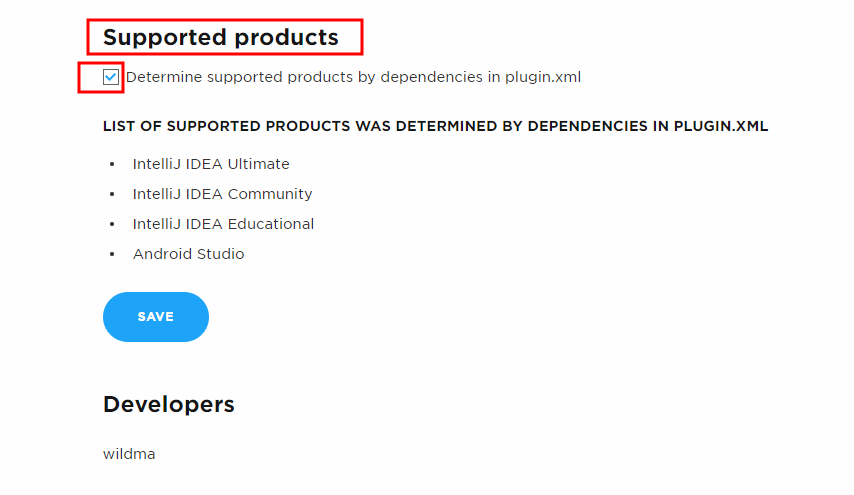 Supported products
Determine supported products by dependencies in plugin.xml
LIST OF SUPPORTED PRODUCTS WAS DETERMINED BY DEPENDENCIES IN PLUGIN.XML
• IntelliJ IDEA Ultimate
• IntelliJ IDEA Community
• IntelliJ IDEA Educational
• Android Studio
SAVE
Developers
wildma